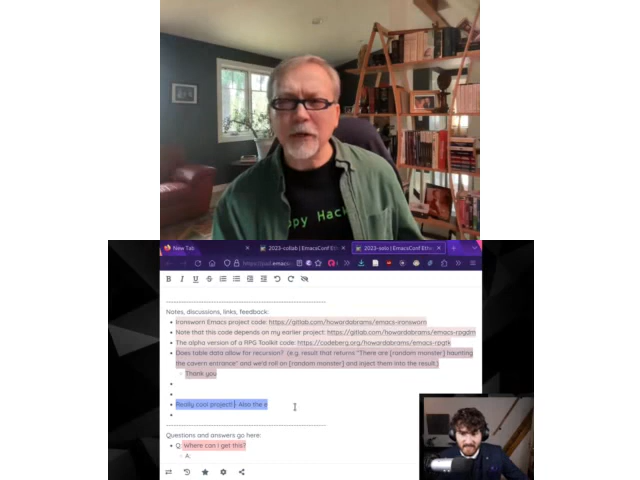 ppy Hack
New Tab
2023-collab | EmacsConf Ethe
2023-solo | EmacsConf Ethe
Notes, discussions, links, feedback:
Ironsworn Emacs project code: https://gitlab.com/howardabrams/emacs-ironsworn
Note that this code depends on my earlier project: https://gitlab.com/howardabrams/emacs-rpgdm
The alpha version of a RPG Toolkit code: https://codeberg.org/howardabrams/emacs-rpgtk
Does table data allow for recursion? (e.g. result that returns "There are [random monster] haunting
the cavern entrance" and we'd roll on [random monster] and inject them into the result.)
Thank you
Really cool project! Also the e
Questions and answers go here:
Q: Where can i get this?
A: